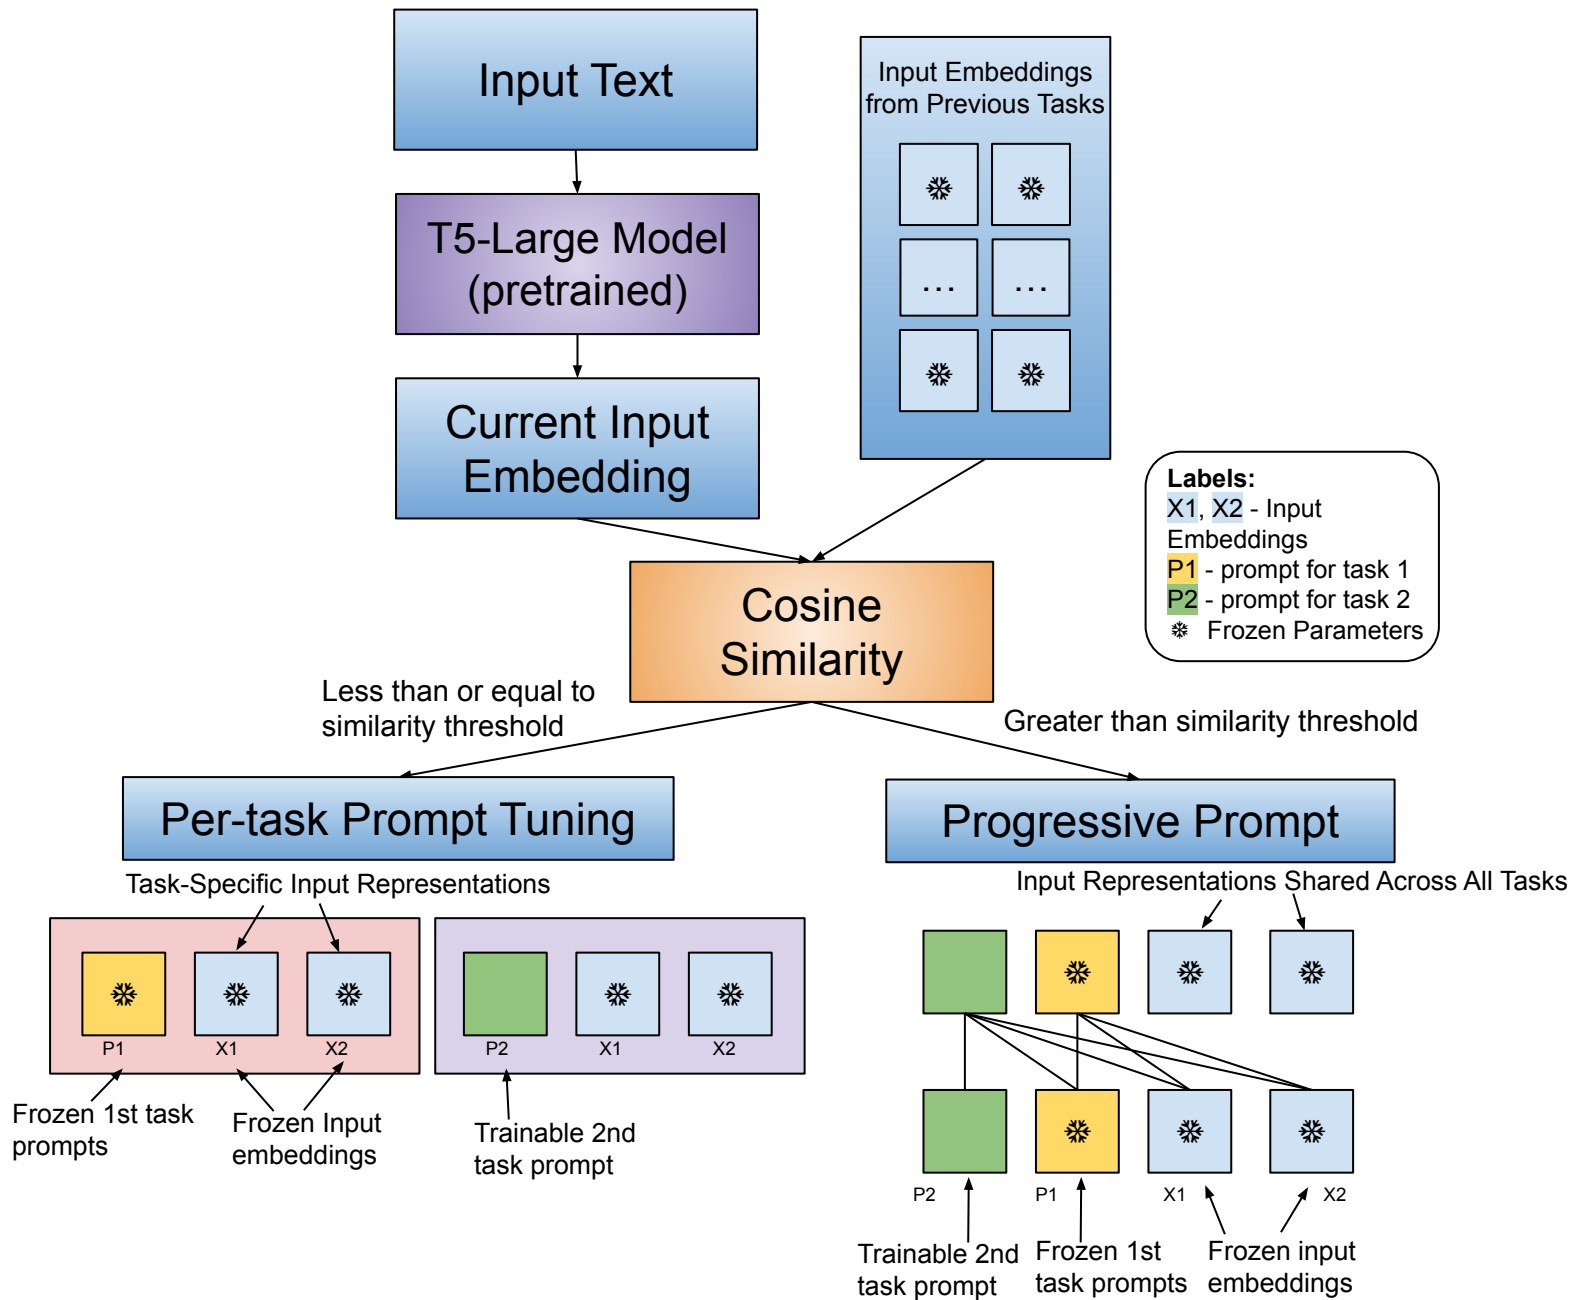 Input Text
Input Embeddings
from Previous Tasks
T5-Large Model
(pretrained)
... ...
Current Input
Embedding
Labels:
X1, X2 - Input
Embeddings
P1 - prompt for task 1
P2 - prompt for task 2
Frozen Parameters
Cosine
Similarity
Less than or equal to
similarity threshold
Greater than similarity threshold
Per-task Prompt Tuning
Progressive Prompt
Task-Specific Input Representations
Input Representations Shared Across All Tasks
P1 X1 X2
P2 X1 X2
Frozen 1st task
prompts
Frozen Input
embeddings
Trainable 2nd
task prompt
P2 P1 X1 X2
Trainable 2nd
task prompt
Frozen 1st
task prompts
Frozen input
embeddings